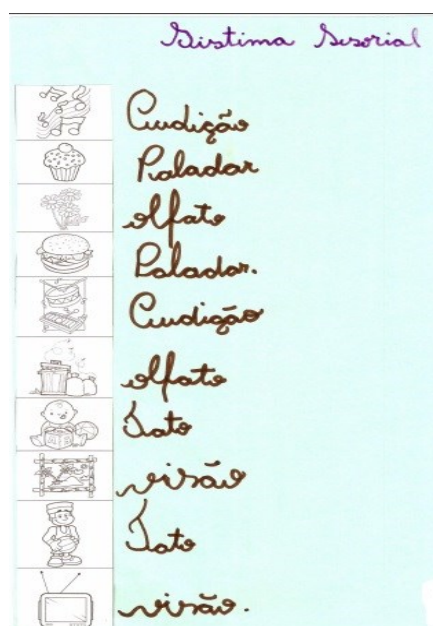 Sistima Sesorial
Audição
Paladar
olfato
Paladar.
Audição
olfato
Tato
visão
Tato
visão.